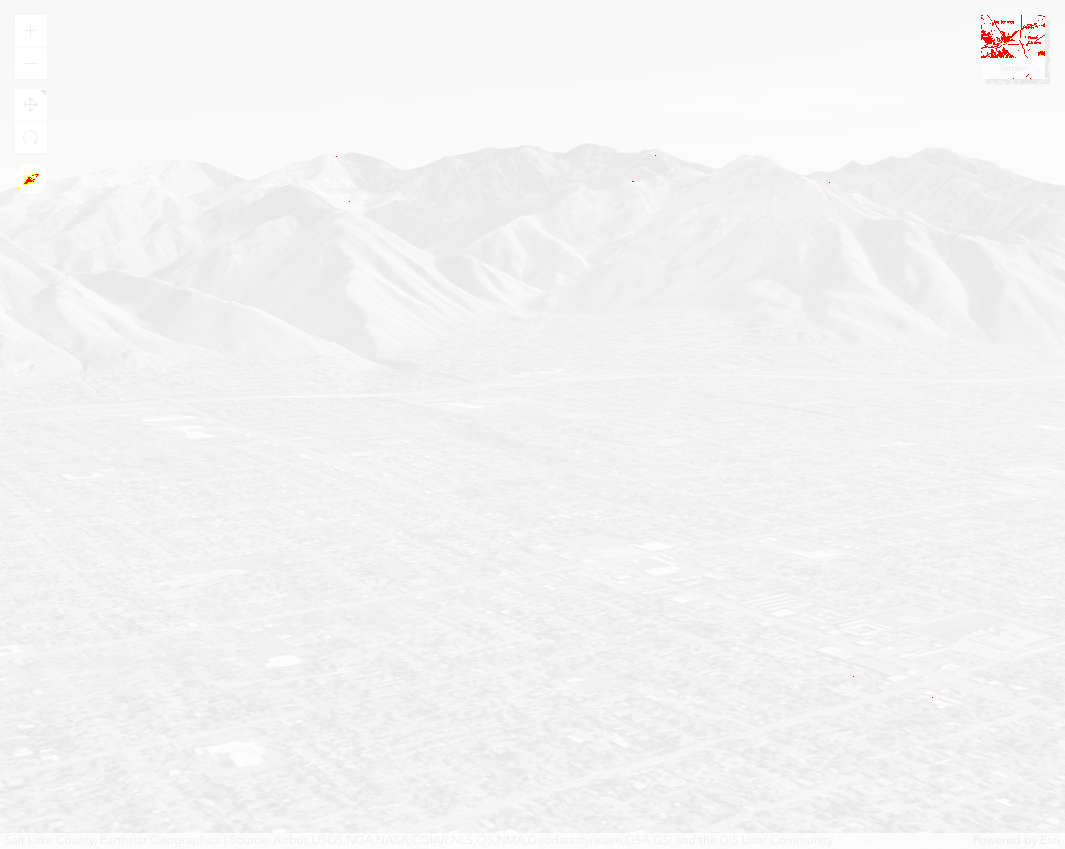 Terrain
Salt Lake County, Earthstar Geographics | Source: Airbus,USGS,NGA,NASA,CGIAR,NLS,OS,NMA,Geodatastyrelsen,GSA,GSI and the GIS User Community
Powered by Esri